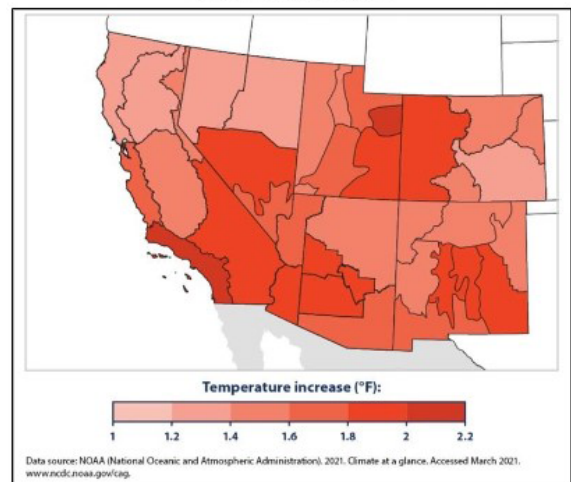 Temperature increase (°F):
1 1.2 1.4 1.6 1.8 2 2.2
Data source: NOAA (National Oceanic and Atmospheric Administration). 2021. Climate at a glance. Accessed March 2021.
www.ncdc.noaa.gov/cag.